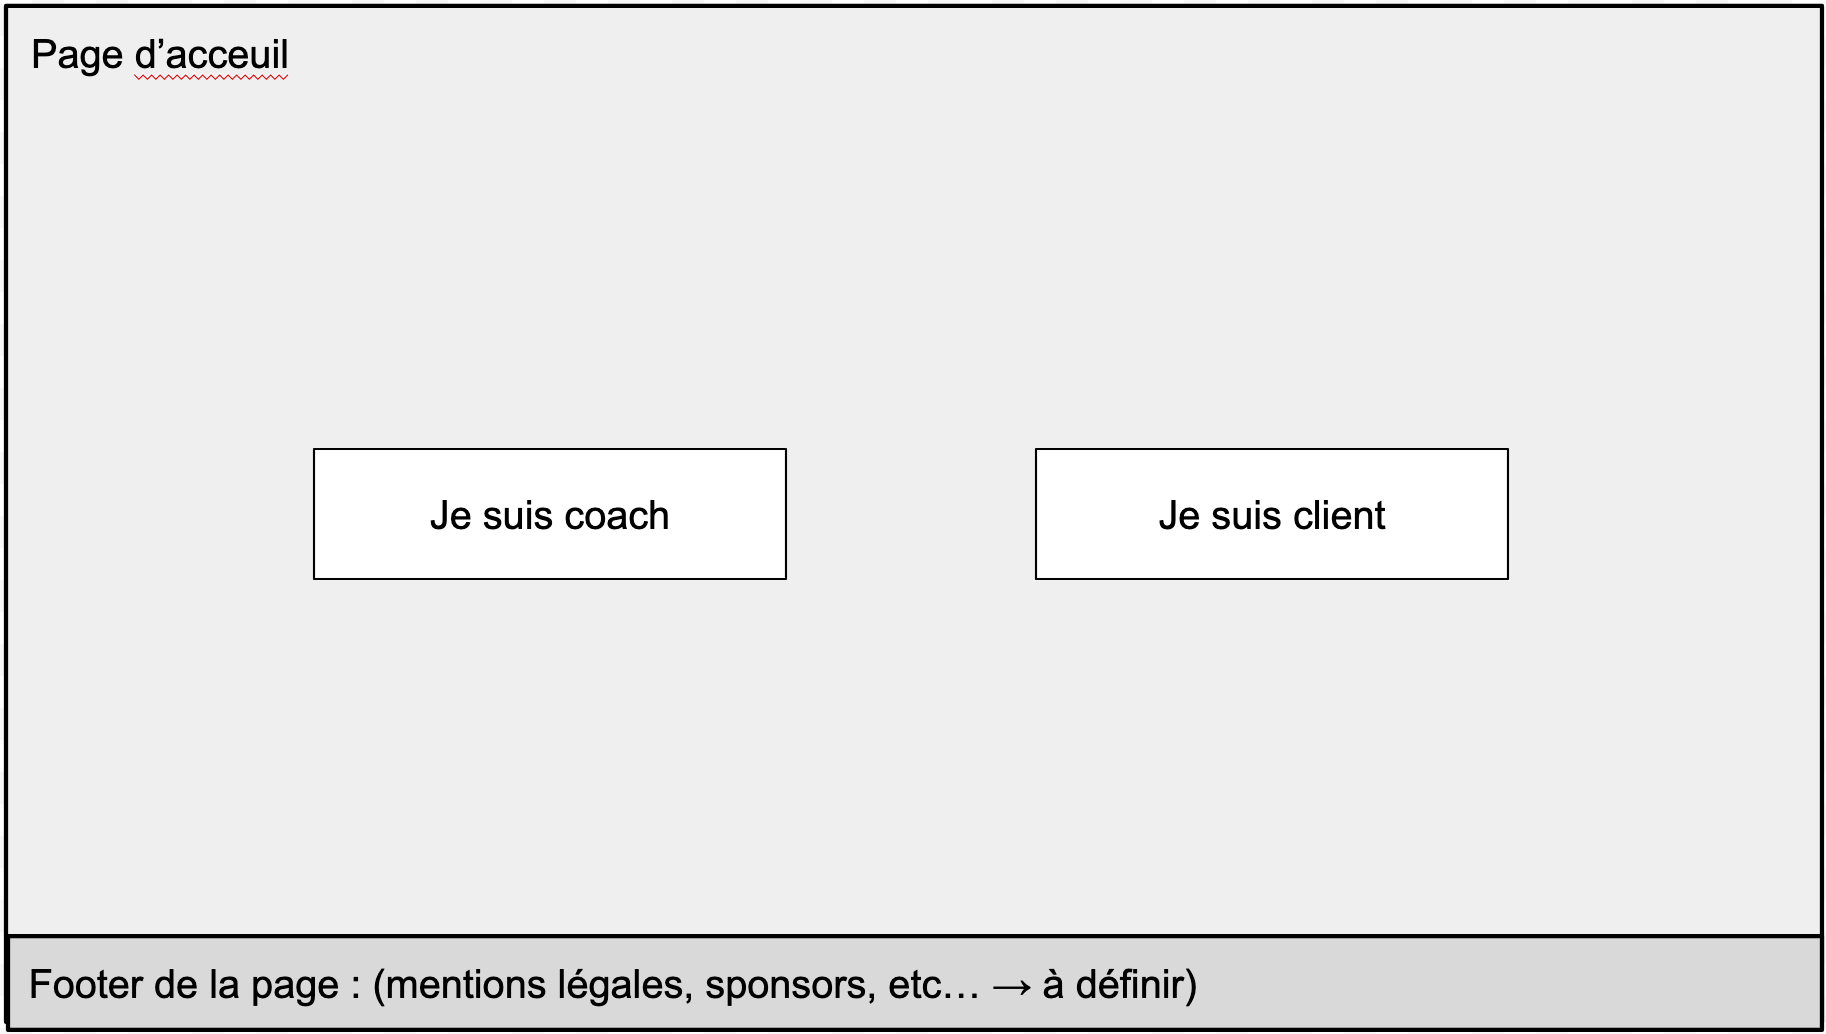 Page d’acceuil
Je suis coach
Je suis client
Footer de la page : (mentions légales, sponsors, etc… → à définir)